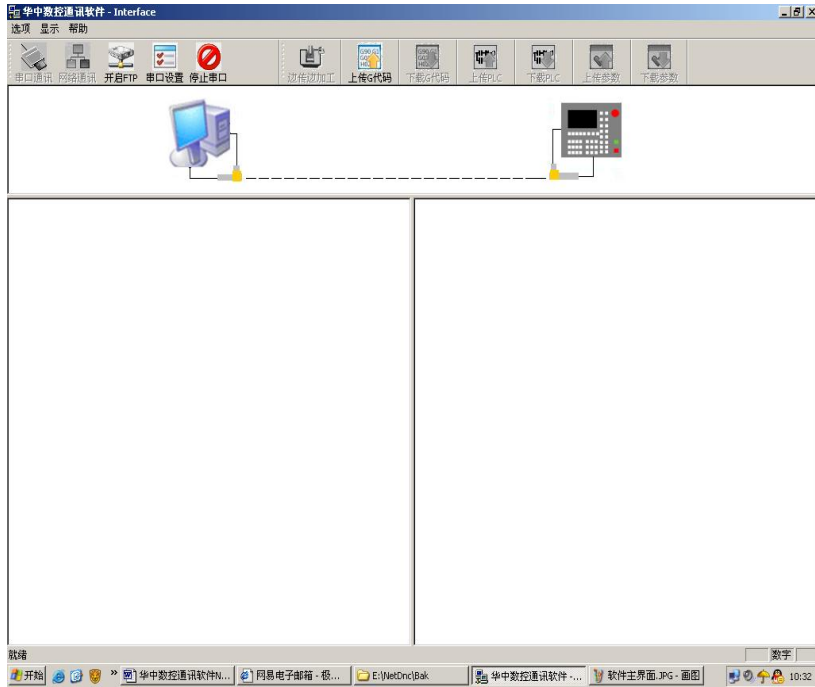 华中数控通讯软件 - Interface
选项 显示 帮助
串口通讯 网络通讯 开启FTP 串口设置 停止串口 边传边加工 上传G代码 下载G代码 上传PLC 下载PLC 上传参数 下载参数
就绪 数字
开始 » 华中数控通讯软件N... 网易电子邮箱 - 极... E:\NetDnc\Bak 华中数控通讯软件 -... 软件主界面.JPG - 画图 10:32